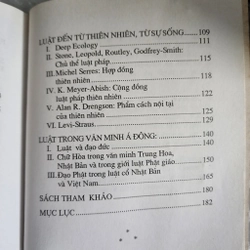 LUẬT ĐẾN TỪ THIÊN NHIÊN, TỪ SỰ SỐNG 109
I Deep Ecology 111
II. Stone, Leopold, Routley, Godfrey-Smith:
Chủ thể luật pháp 115
III. Michel Serres: Hợp đồng
thiên nhiên
IV. K. Meyer-Abish: Cộng đồng
luật pháp thiên nhiên
V. Alan R. Drengson: Phẩm cách nội tại
của thiên nhiên
VI. Levi-Straus
LUẬT TRONG VĂN MINH Á ĐÔNG: 140
I. Luật và đạo đức 140
II. Chữ Hòa trong văn minh Trung Hoa,
Nhật Bản và trong giới luật Phật giáo
III. Đạo Phật trong luật cổ Nhật Bản
và Việt Nam 165
SÁCH THAM KHẢO 180
MỤC LỤC 182